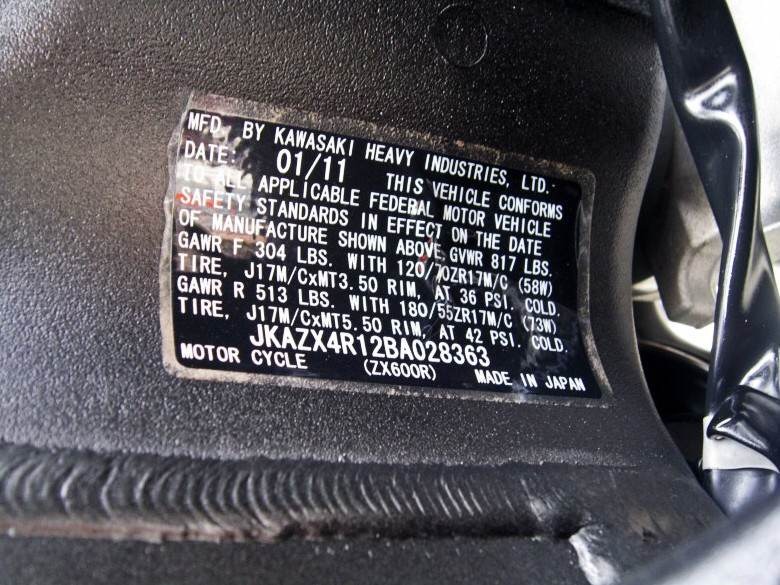 MFD. BY KAWASAKI HEAVY INDUSTRIES, LTD.
DATE: 01/11 THIS VEHICLE CONFORMS
TO ALL APPLICABLE FEDERAL MOTOR VEHICLE
SAFETY STANDARDS IN EFFECT ON THE DATE
OF MANUFACTURE SHOWN ABOVE. GVWR 817 LBS.
GAWR F 304 LBS. WITH 120/70ZR17M/C (58W)
TIRE, J17M/CxMT3.50 RIM, AT 36 PSI. COLD.
GAWR R 513 LBS. WITH 180/55ZR17M/C (73W)
TIRE, J17M/CxMT5.50 RIM, AT 42 PSI. COLD.
JKAZX4R12BA028363
MOTOR CYCLE (ZX600R) MADE IN JAPAN